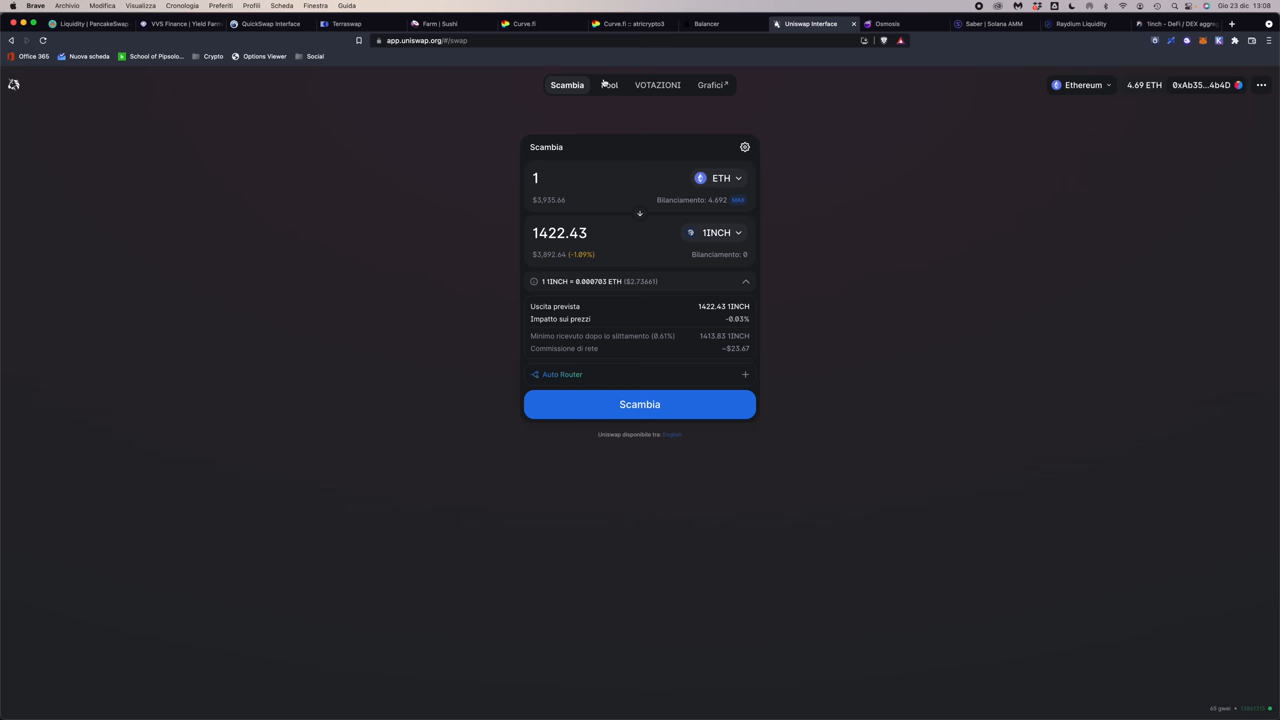 Brave Archivio Modifica Visualizza Cronologia Preferiti Profili Scheda Finestra Guida Gio 23 dic 13:08
Liquidity | PancakeSwap VVS Finance | Yield Farm QuickSwap Interface Terraswap Farm | Sushi Curve.fi Curve.fi :: atricrypto3 Balancer Uniswap Interface Osmosis Saber | Solana AMM Raydium Liquidity 1inch - DeFi / DEX aggreg
app.uniswap.org/#/swap
Office 365 Nuova scheda School of Pipsolo... Crypto Options Viewer Social
Scambia Pool VOTAZIONI Grafici↗ Ethereum 4.69 ETH 0xAb35...4b4D
Scambia
1 ETH
$3,935.66 Bilanciamento: 4.692 MAX
1422.43 1INCH
$3,892.64 (-1.09%) Bilanciamento: 0
1 1INCH = 0.000703 ETH ($2.73661)
Uscita prevista 1422.43 1INCH
Impatto sui prezzi -0.03%
Minimo ricevuto dopo lo slittamento (0.61%) 1413.83 1INCH
Commissione di rete ~$23.67
Auto Router
Scambia
Uniswap disponibile tra: English
65 gwei